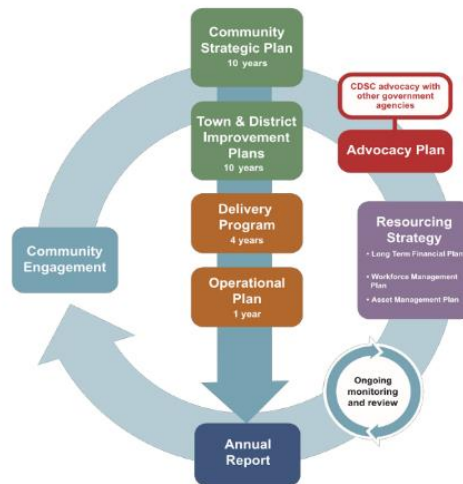 Community
Strategic Plan
10 years
CDSC advocacy with
other government
agencies
Town & District
Improvement
Plans
10 years
Advocacy Plan
Delivery
Program
4 years
Resourcing
Strategy
• Long Term Financial Plan
• Workforce Management
Plan
• Asset Management Plan
Community
Engagement
Operational
Plan
1 year
Ongoing
monitoring
and review
Annual
Report